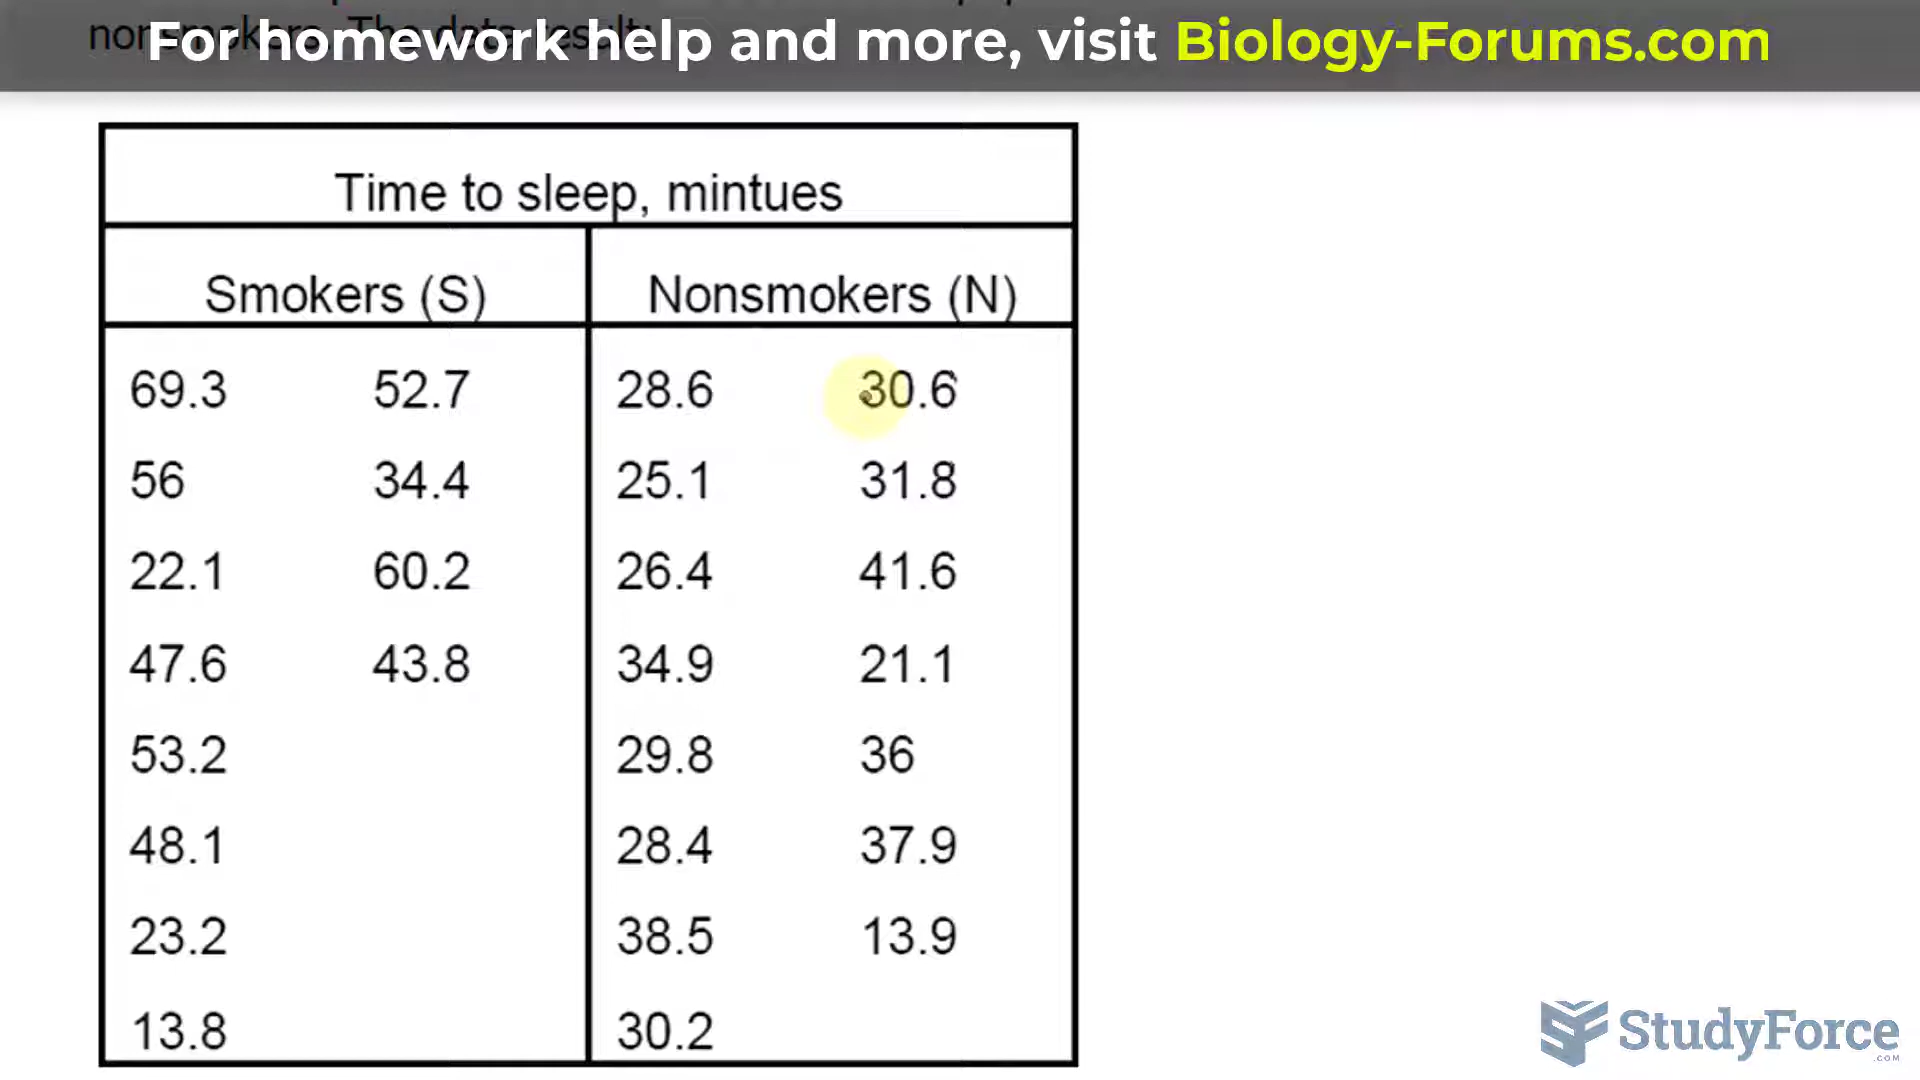 For homework help and more, visit Biology-Forums.com
Time to sleep, mintues
Smokers (S) Nonsmokers (N)
69.3 52.7 28.6 30.6
56 34.4 25.1 31.8
22.1 60.2 26.4 41.6
47.6 43.8 34.9 21.1
53.2 29.8 36
48.1 28.4 37.9
23.2 38.5 13.9
13.8 30.2
StudyForce
.COM